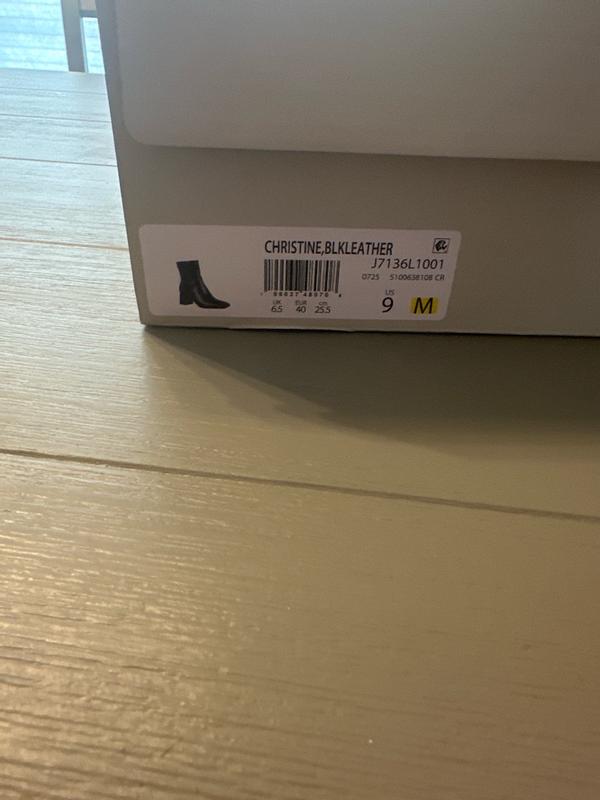 CHRISTINE,BLKLEATHER
J7136L1001
0725 5100638108 CR
UK EUR cm
6.5 40 25.5
US
9 M